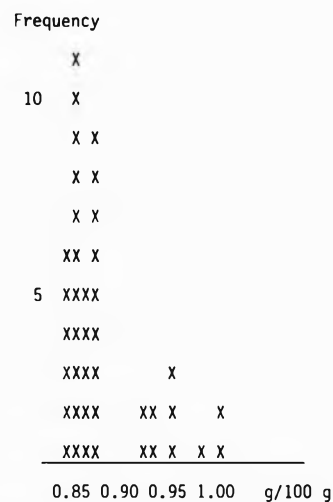 Frequency
X
10 X
X X
X X
X X
XX X
5 XXXX
XXXX
XXXX X
XXXX XX X X
XXXX XX X X X
0.85 0.90 0.95 1.00 g/100 g